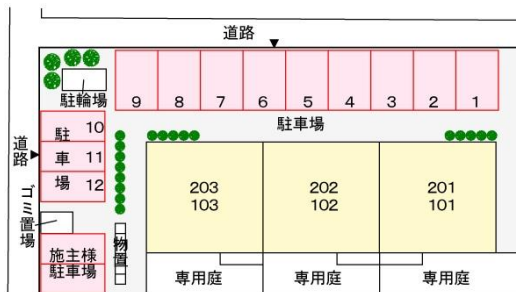 道路
駐輪場
9 8 7 6 5 4 3 2 1
駐車場
道路
駐 10
車 11
場 12
203 202 201
103 102 101
ゴミ置場
物置
施主様
駐車場
専用庭 専用庭 専用庭